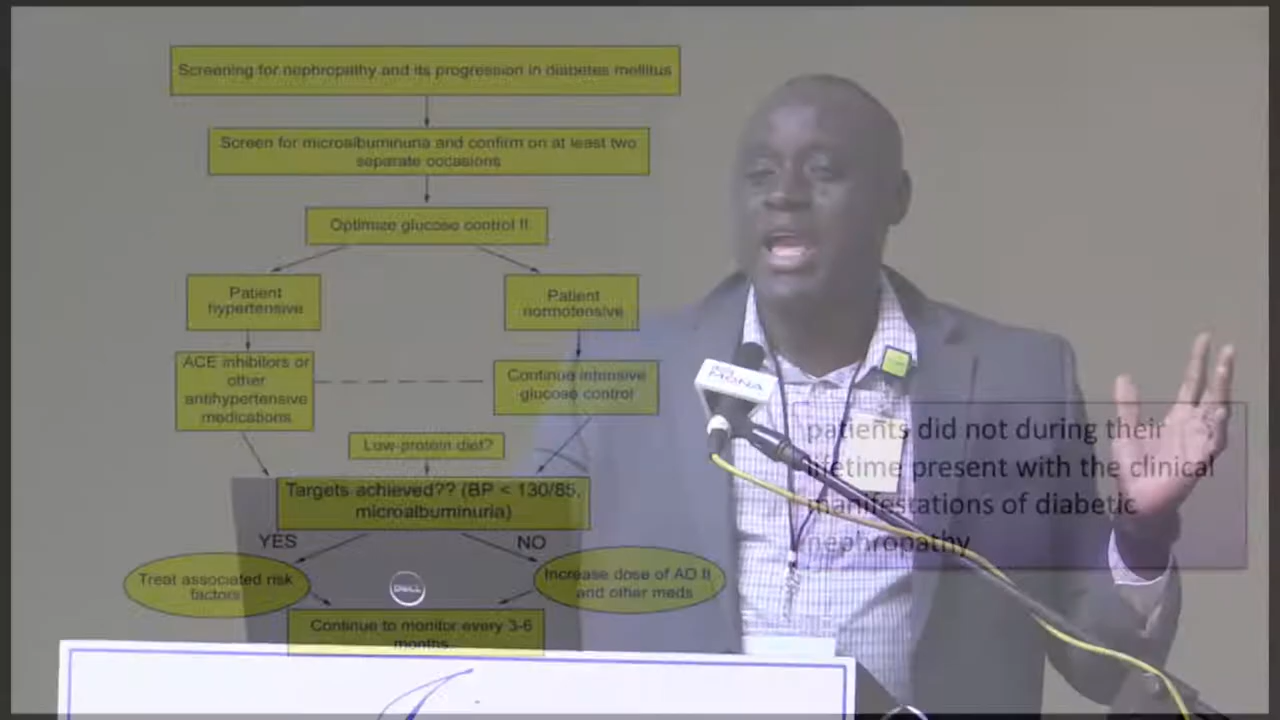 Screening for nephropathy and its progression in diabetes mellitus
Screen for microalbuminuria and confirm on at least two
separate occasions
Optimize glucose control !!
Patient
hypertensive
Patient
normotensive
ACE inhibitors or
other
antihypertensive
medications
Continue intensive
glucose control
Low-protein diet?
Targets achieved?? (BP < 130/85,
microalbuminuria)
YES
NO
Treat associated risk
factors
Increase dose of AD II
and other meds
Continue to monitor every 3-6
months
patients did not during their
lifetime present with the clinical
manifestations of diabetic
nephropathy
MONA
DELL